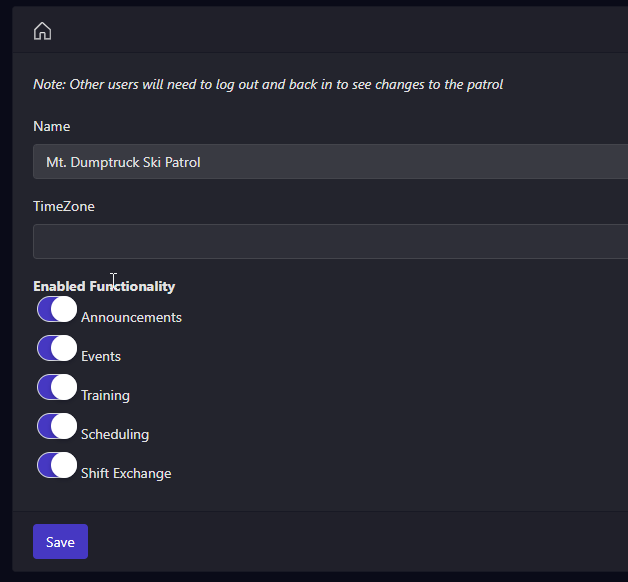 Note: Other users will need to log out and back in to see changes to the patrol
Name
Mt. Dumptruck Ski Patrol
TimeZone
Enabled Functionality
Announcements
Events
Training
Scheduling
Shift Exchange
Save